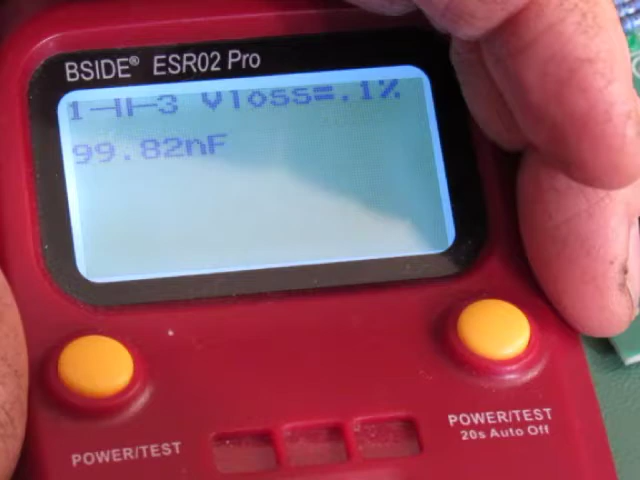 BSIDE® ESR02 Pro
1⊣⊢3 Vloss=.1%
99.82nF
POWER/TEST
POWER/TEST
20s Auto Off